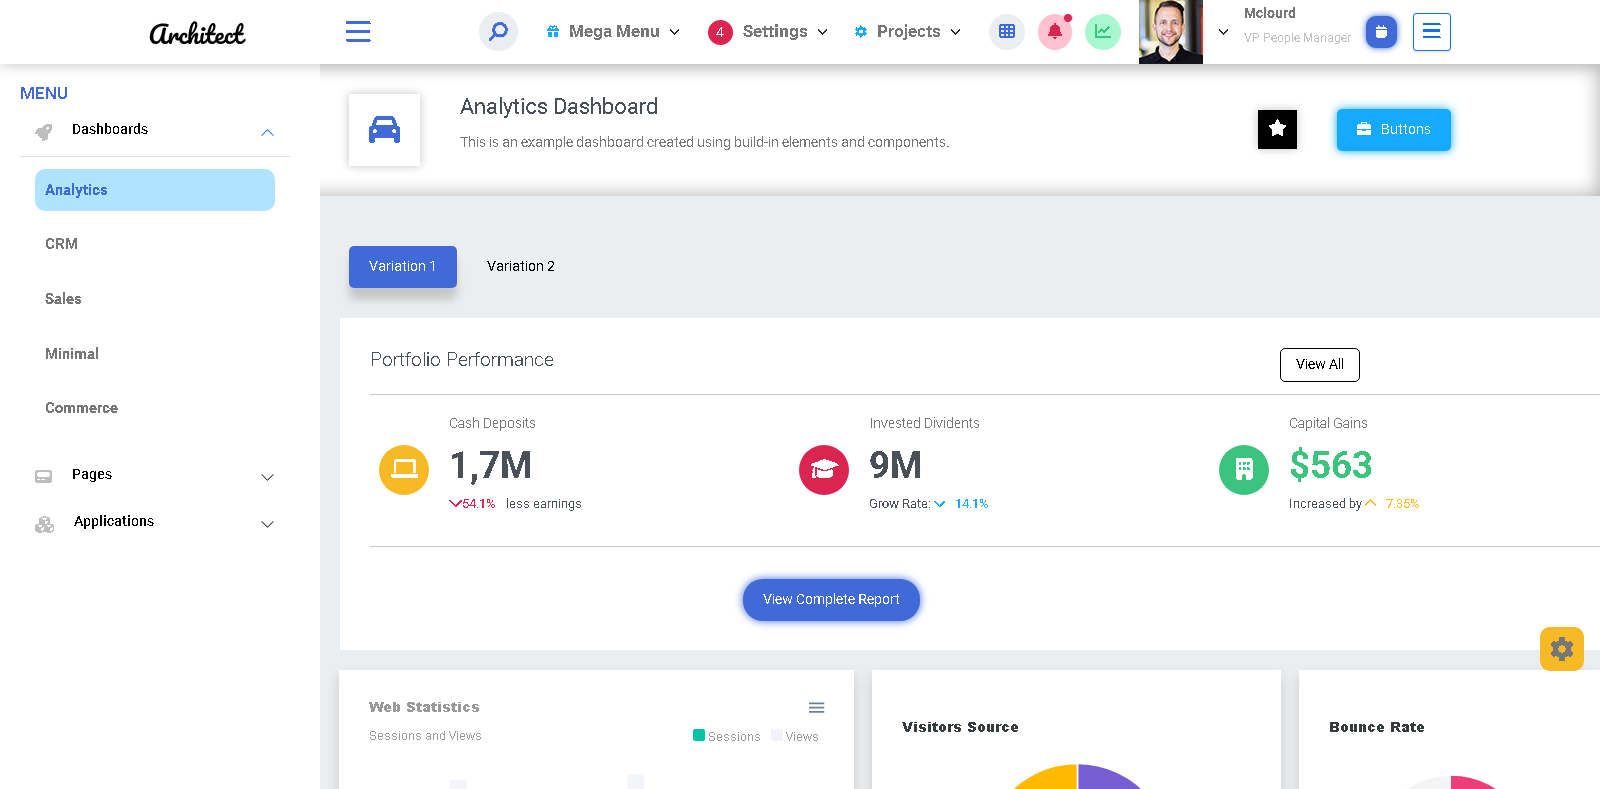 Architect
Mega Menu
4 Settings
Projects
Mclourd
VP People Manager
MENU
Dashboards
Analytics
CRM
Sales
Minimal
Commerce
Pages
Applications
Analytics Dashboard
This is an example dashboard created using build-in elements and components.
Buttons
Variation 1
Variation 2
Portfolio Performance
View All
Cash Deposits
1,7M
54.1% less earnings
Invested Dividents
9M
Grow Rate: 14.1%
Capital Gains
$563
Increased by 7.35%
View Complete Report
Web Statistics
Sessions and Views
Sessions Views
Visitors Source
Bounce Rate